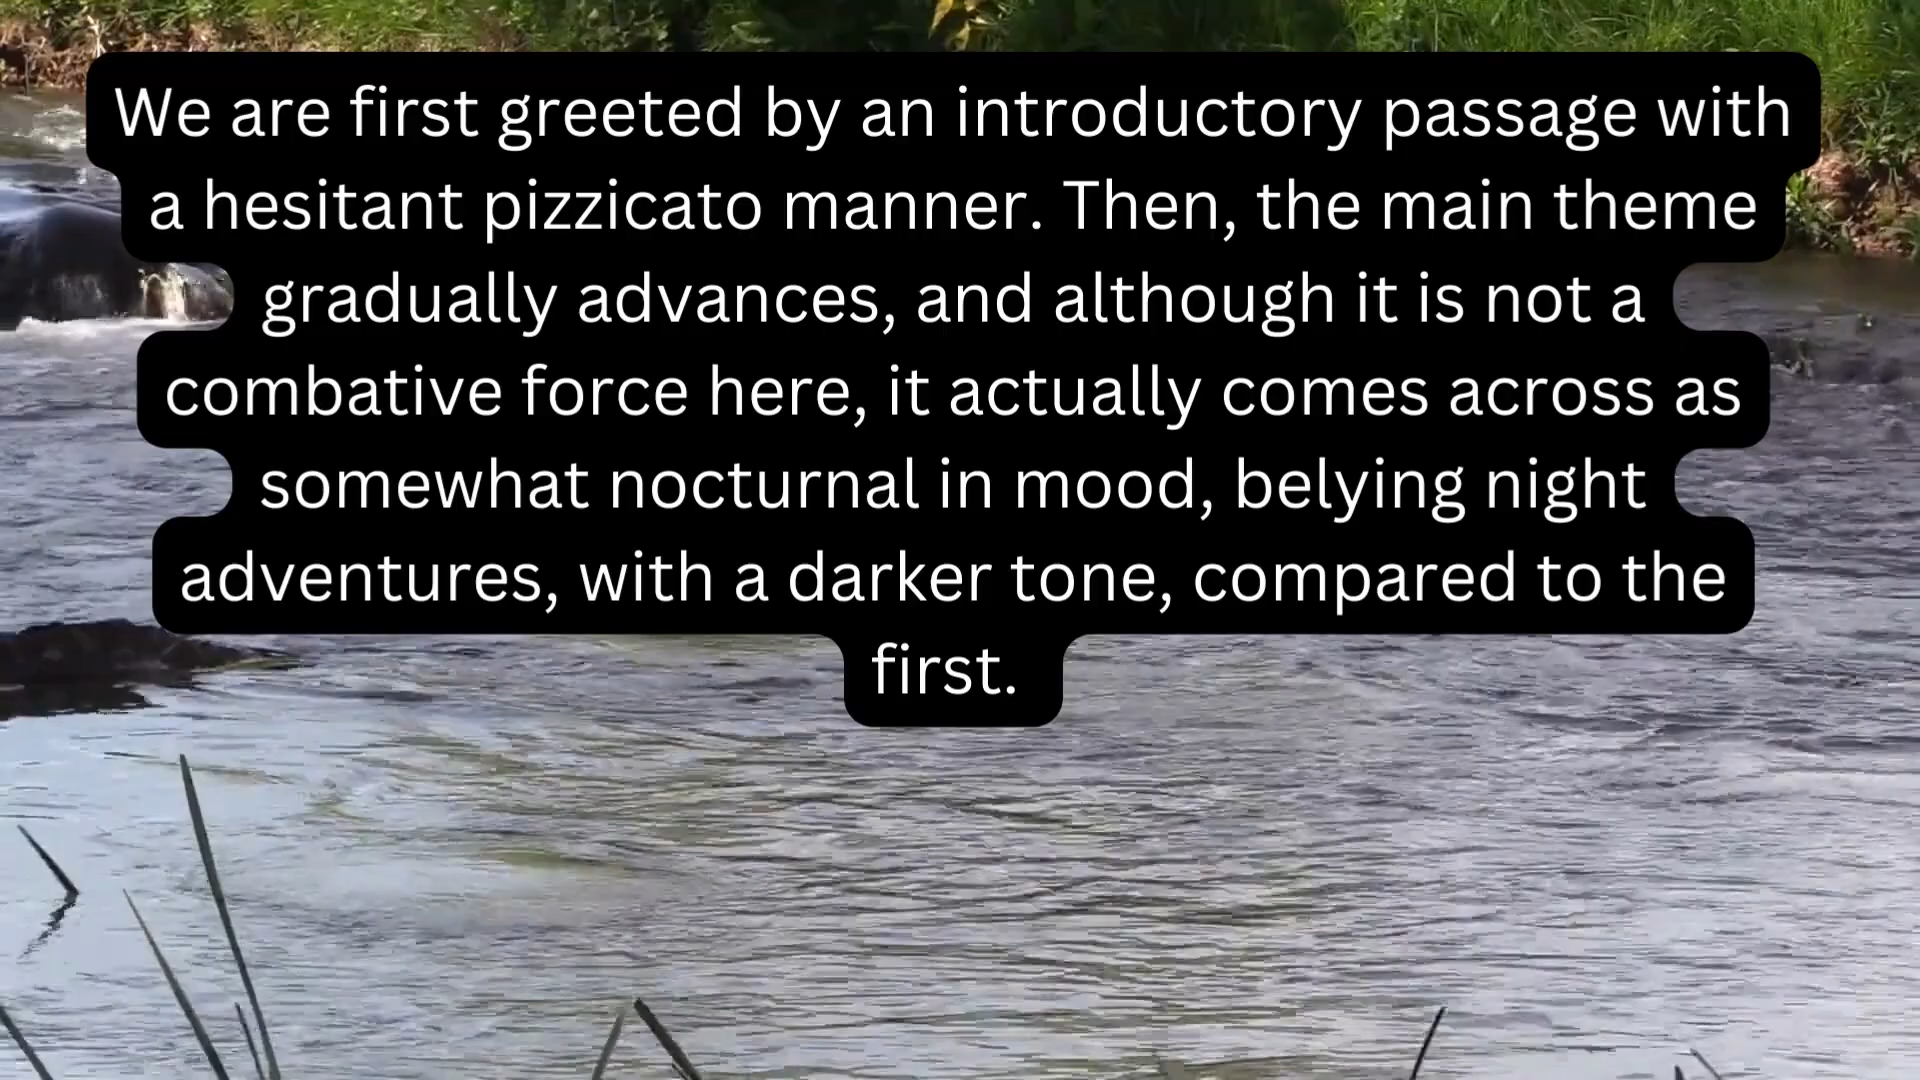 We are first greeted by an introductory passage with
a hesitant pizzicato manner. Then, the main theme
gradually advances, and although it is not a
combative force here, it actually comes across as
somewhat nocturnal in mood, belying night
adventures, with a darker tone, compared to the
first.